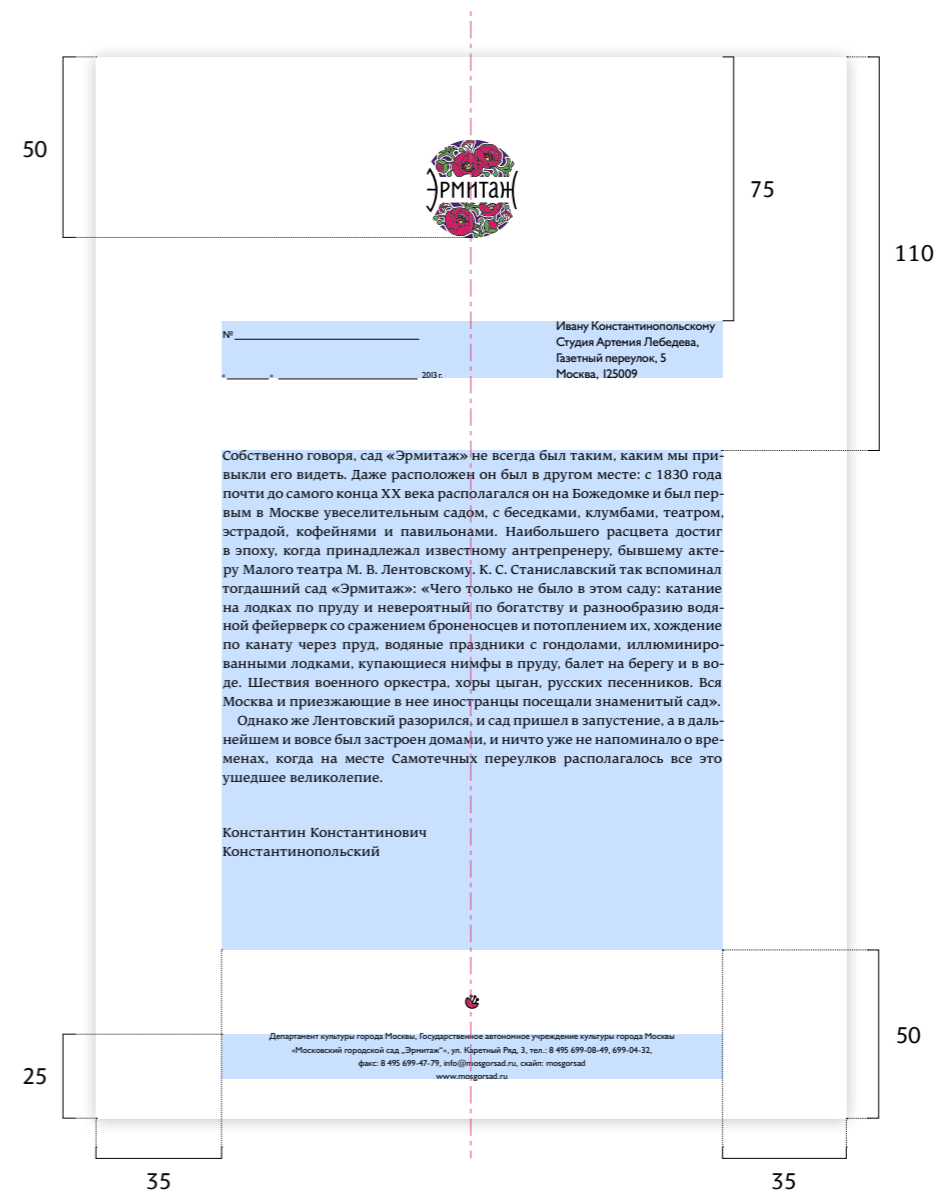 50
ЭРМИТАЖ
75
110
№
Ивану Константинопольскому
Студия Артемия Лебедева,
Газетный переулок, 5
« » 2013 г.
Москва, 125009
Собственно говоря, сад «Эрмитаж» не всегда был таким, каким мы при-
выкли его видеть. Даже расположен он был в другом месте: с 1830 года
почти до самого конца XX века располагался он на Божедомке и был пер-
вым в Москве увеселительным садом, с беседками, клумбами, театром,
эстрадой, кофейнями и павильонами. Наибольшего расцвета достиг
в эпоху, когда принадлежал известному антрепренеру, бывшему акте-
ру Малого театра М. В. Лентовскому. К. С. Станиславский так вспоминал
тогдашний сад «Эрмитаж»: «Чего только не было в этом саду: катание
на лодках по пруду и невероятный по богатству и разнообразию водя-
ной фейерверк со сражением броненосцев и потоплением их, хождение
по канату через пруд, водяные праздники с гондолами, иллюминиро-
ванными лодками, купающиеся нимфы в пруду, балет на берегу и в во-
де. Шествия военного оркестра, хоры цыган, русских песенников. Вся
Москва и приезжающие в нее иностранцы посещали знаменитый сад».
Однако же Лентовский разорился, и сад пришел в запустение, а в даль-
нейшем и вовсе был застроен домами, и ничто уже не напоминало о вре-
менах, когда на месте Самотечных переулков располагалось все это
ушедшее великолепие.
Константин Константинович
Константинопольский
Департамент культуры города Москвы, Государственное автономное учреждение культуры города Москвы
«Московский городской сад „Эрмитаж“», ул. Каретный Ряд, 3, тел.: 8 495 699-08-49, 699-04-32,
факс: 8 495 699-47-79, info@mosgorsad.ru, скайп: mosgorsad
www.mosgorsad.ru
50
25
35
35